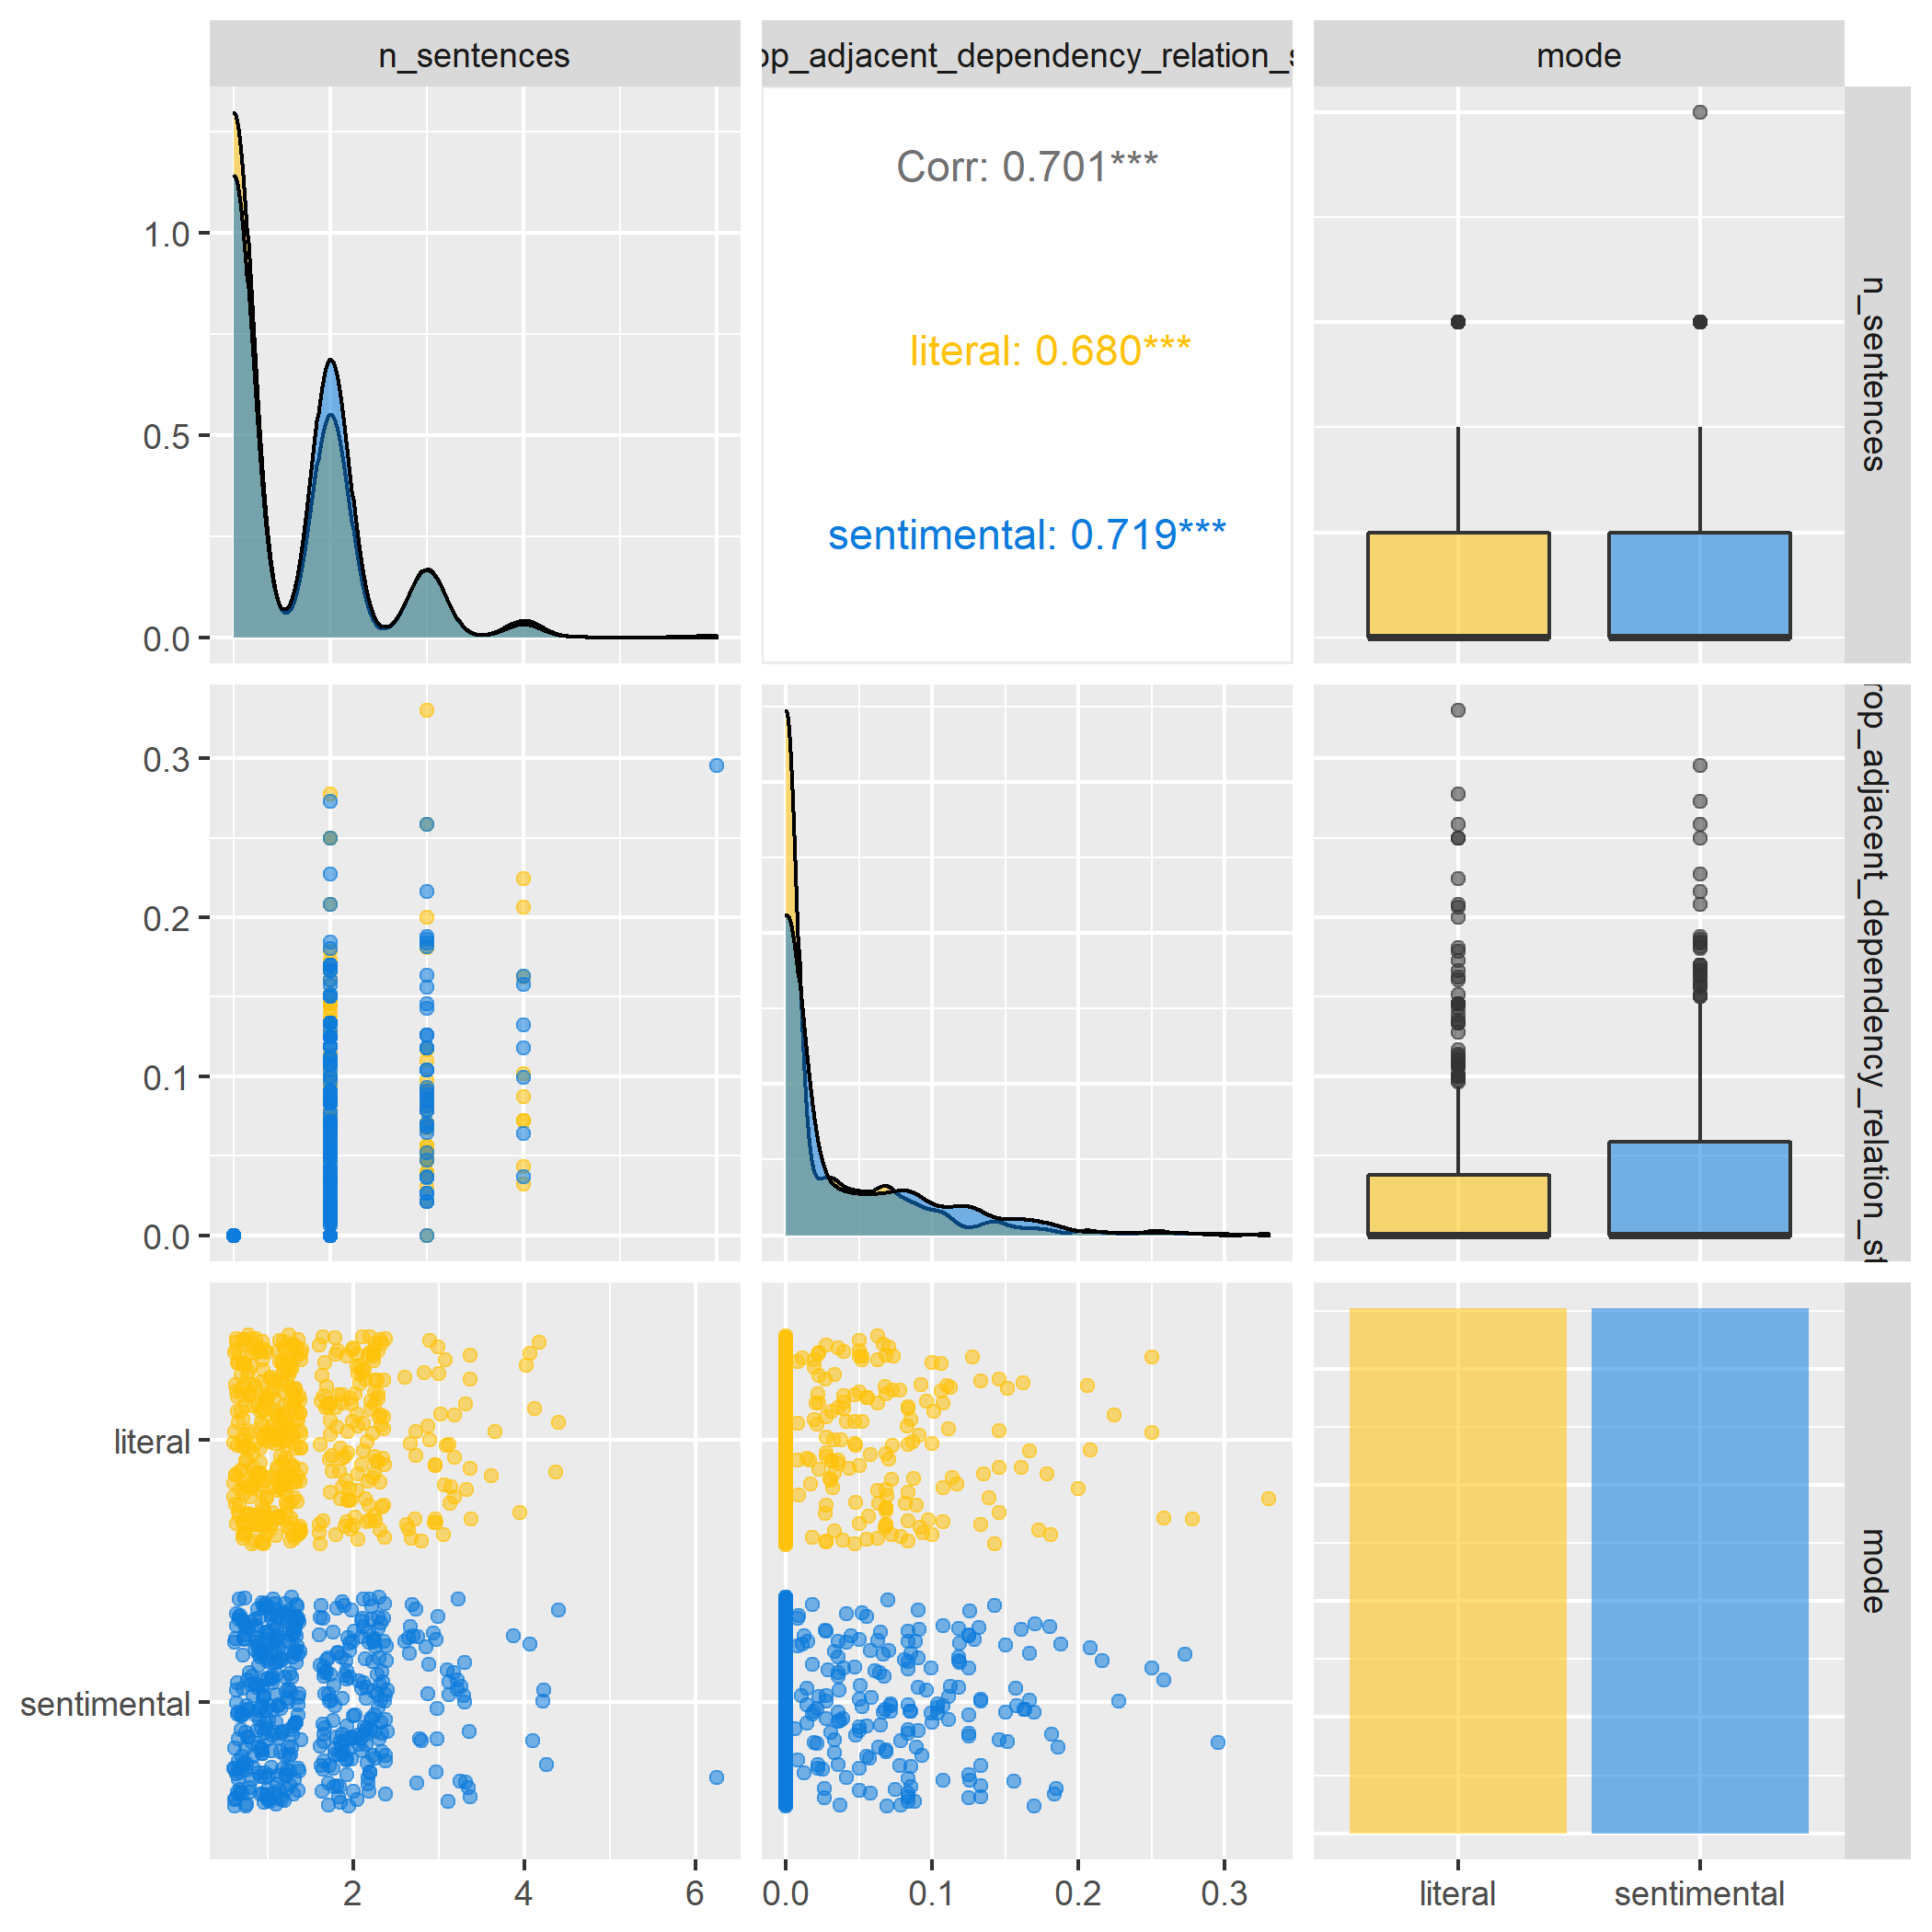 n_sentences
op_adjacent_dependency_relation_s
mode
1.0
0.5
0.0
Corr: 0.701***
literal: 0.680***
sentimental: 0.719***
n_sentences
0.3
0.2
0.1
0.0
rop_adjacent_dependency_relation_st
literal
sentimental
mode
2
4
6
0.0
0.1
0.2
0.3
literal
sentimental